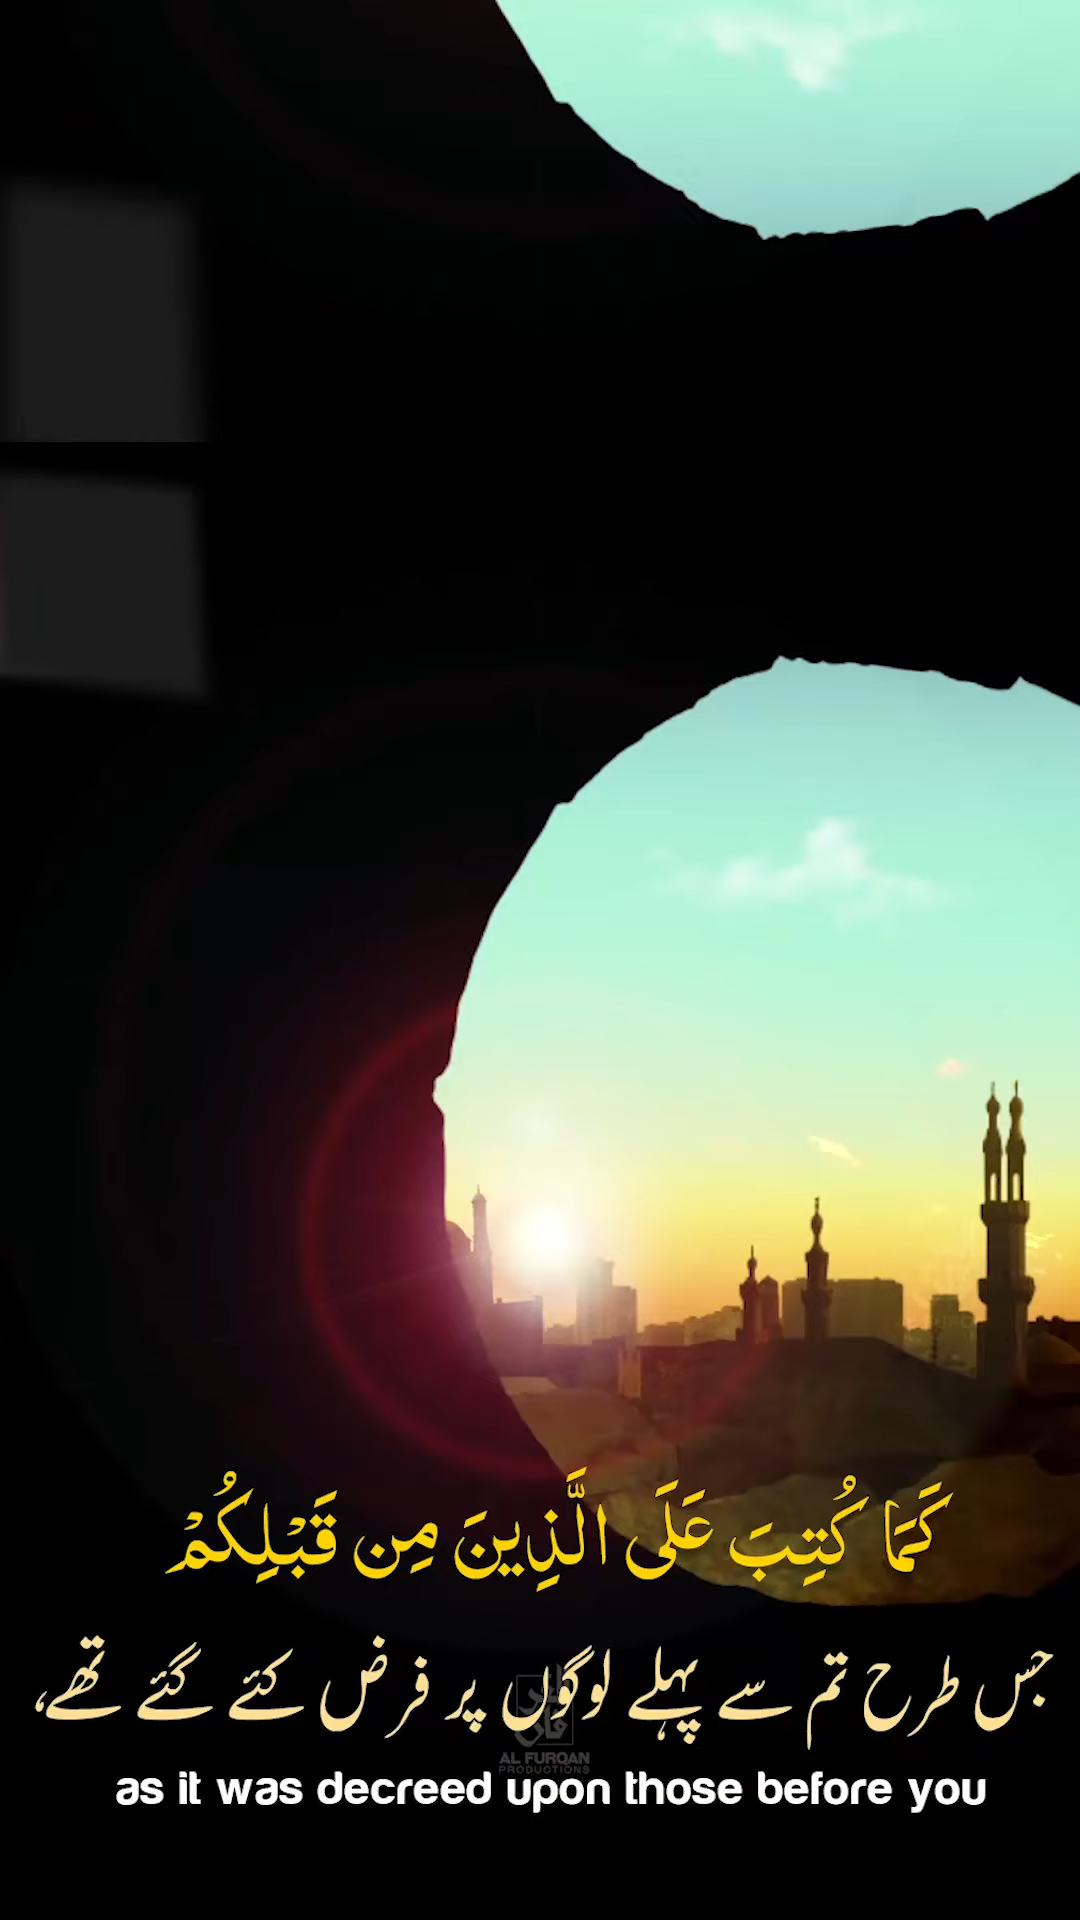 كَمَا كُتِبَ عَلَى الَّذِينَ مِن قَبْلِكُمْ
جس طرح تم سے پہلے لوگوں پر فرض کئے گئے تھے،
AL FURQAN
PRODUCTIONS
as it was decreed upon those before you